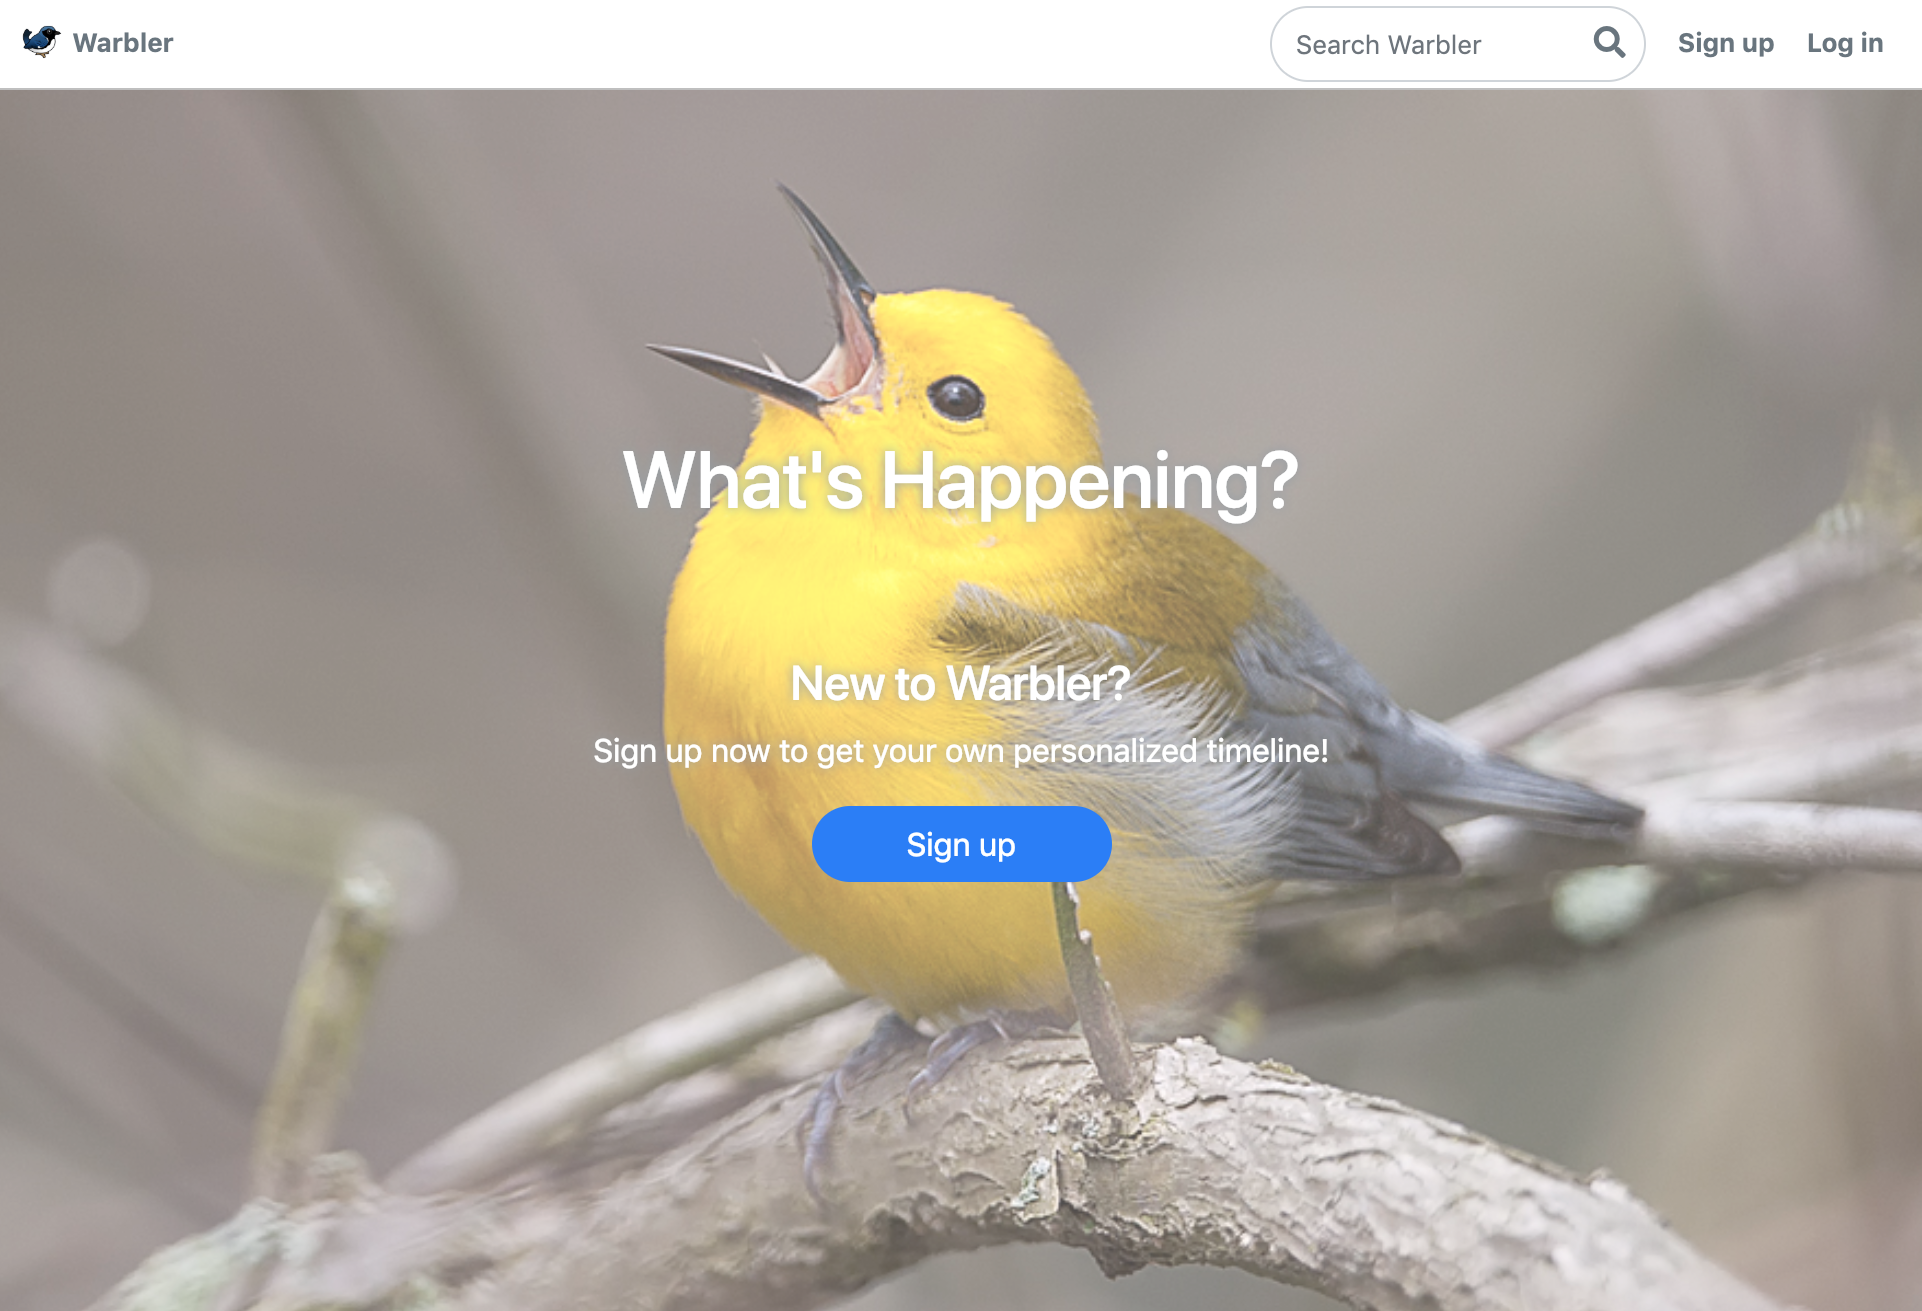 Warbler
Search Warbler
Sign up
Log in
What's Happening?
New to Warbler?
Sign up now to get your own personalized timeline!
Sign up